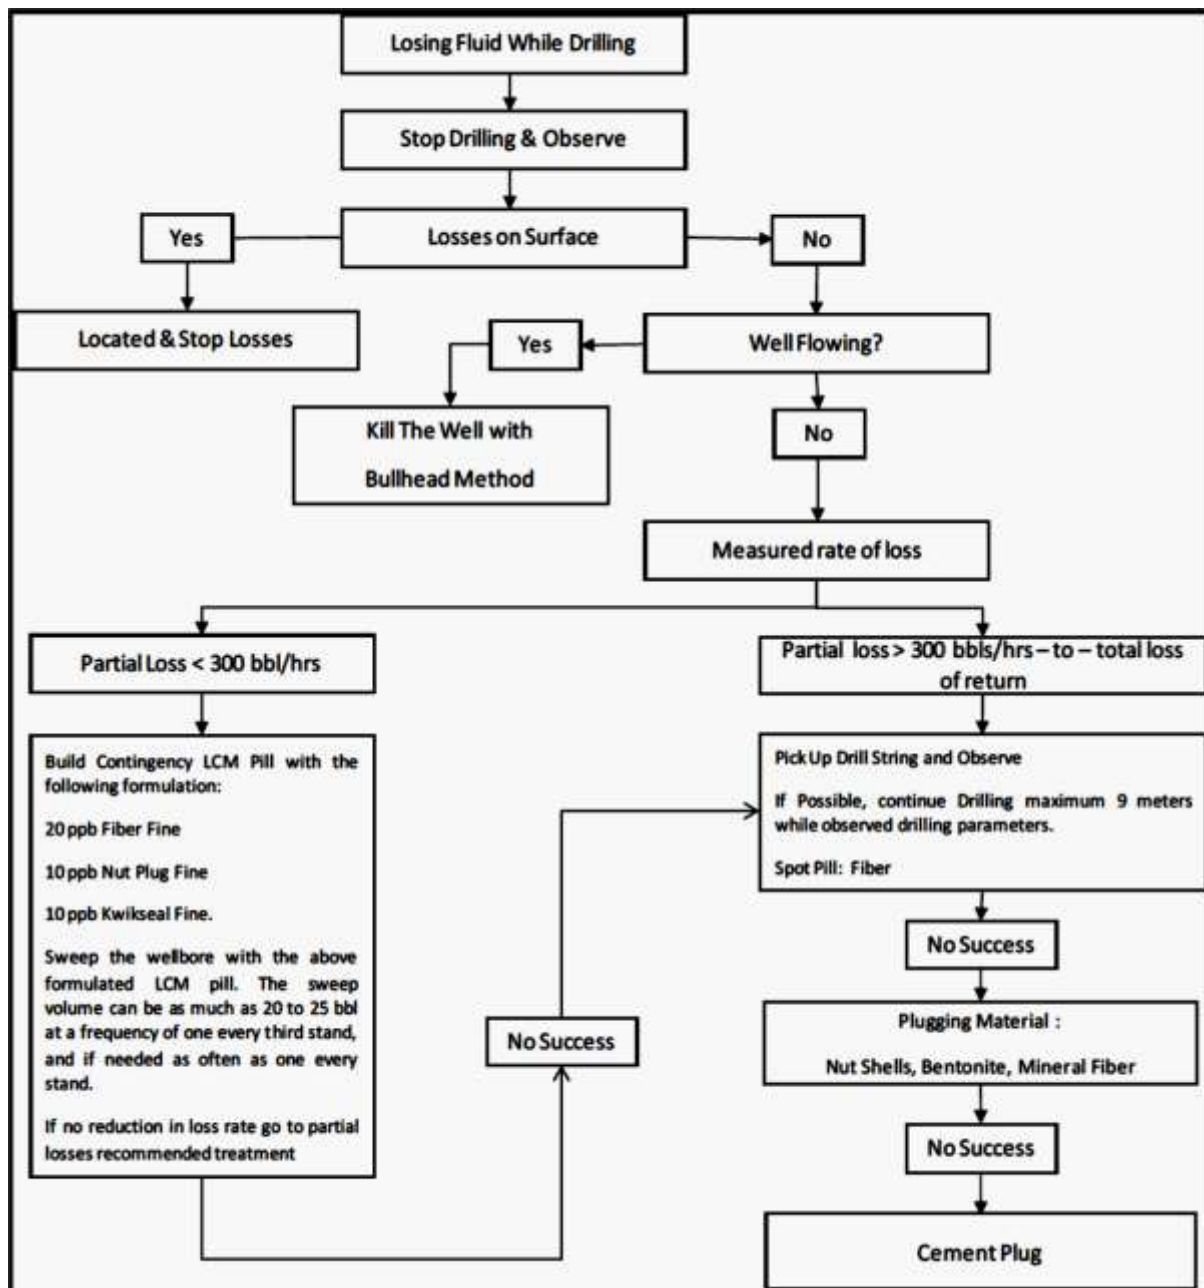 Losing Fluid While Drilling
Stop Drilling & Observe
Losses on Surface
Yes
No
Located & Stop Losses
Well Flowing?
Yes
Kill The Well with
Bullhead Method
No
Measured rate of loss
Partial Loss < 300 bbl/hrs
Partial loss > 300 bbls/hrs – to – total loss
of return
Build Contingency LCM Pill with the
following formulation:
20 ppb Fiber Fine
10 ppb Nut Plug Fine
10 ppb Kwikseal Fine.
Sweep the wellbore with the above
formulated LCM pill. The sweep
volume can be as much as 20 to 25 bbl
at a frequency of one every third stand,
and if needed as often as one every
stand.
If no reduction in loss rate go to partial
losses recommended treatment
No Success
Pick Up Drill String and Observe
If Possible, continue Drilling maximum 9 meters
while observed drilling parameters.
Spot Pill: Fiber
No Success
Plugging Material :
Nut Shells, Bentonite, Mineral Fiber
No Success
Cement Plug